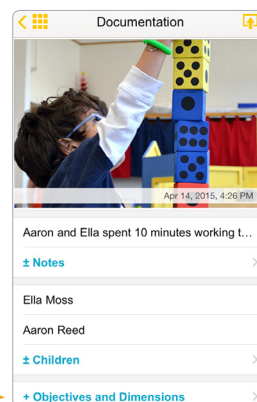 Documentation
Apr 14, 2015, 4:26 PM
Aaron and Ella spent 10 minutes working t...
± Notes
Ella Moss
Aaron Reed
± Children
+ Objectives and Dimensions